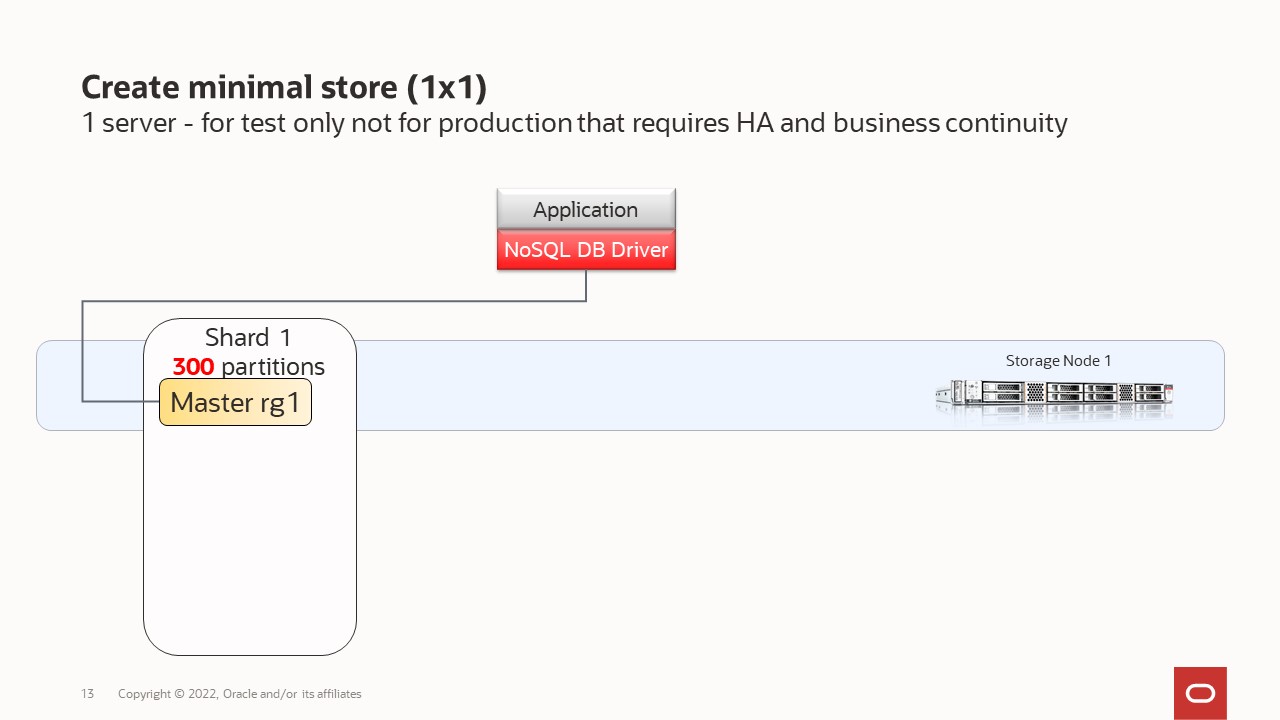 Create minimal store (1x1)
1 server - for test only not for production that requires HA and business continuity
Application
NoSQL DB Driver
Shard 1
300 partitions
Master rg1
Storage Node 1
13 Copyright © 2022, Oracle and/or its affiliates